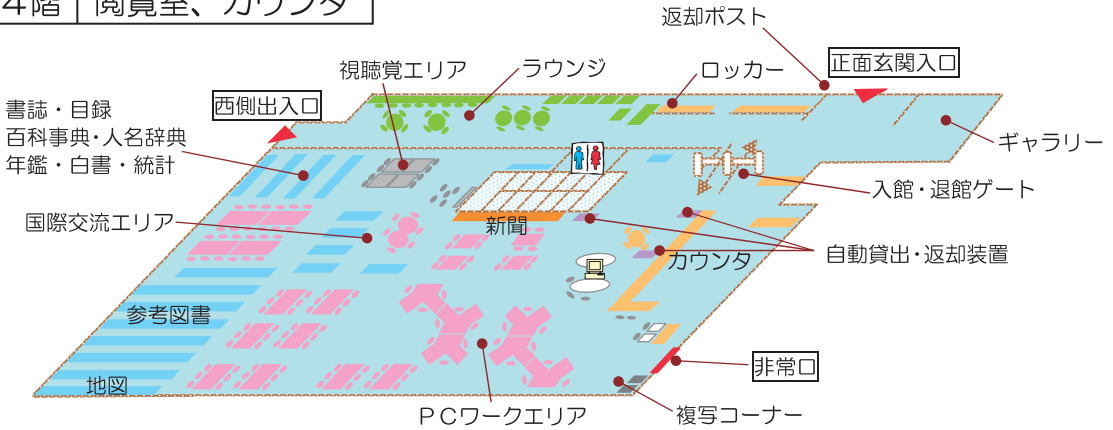 4階 閲覧室、カウンタ
返却ポスト
正面玄関入口
視聴覚エリア
ラウンジ
ロッカー
書誌・目録
百科事典・人名辞典
年鑑・白書・統計
西側出入口
ギャラリー
入館・退館ゲート
国際交流エリア
新聞
カウンタ
自動貸出・返却装置
参考図書
地図
非常口
PCワークエリア
複写コーナー